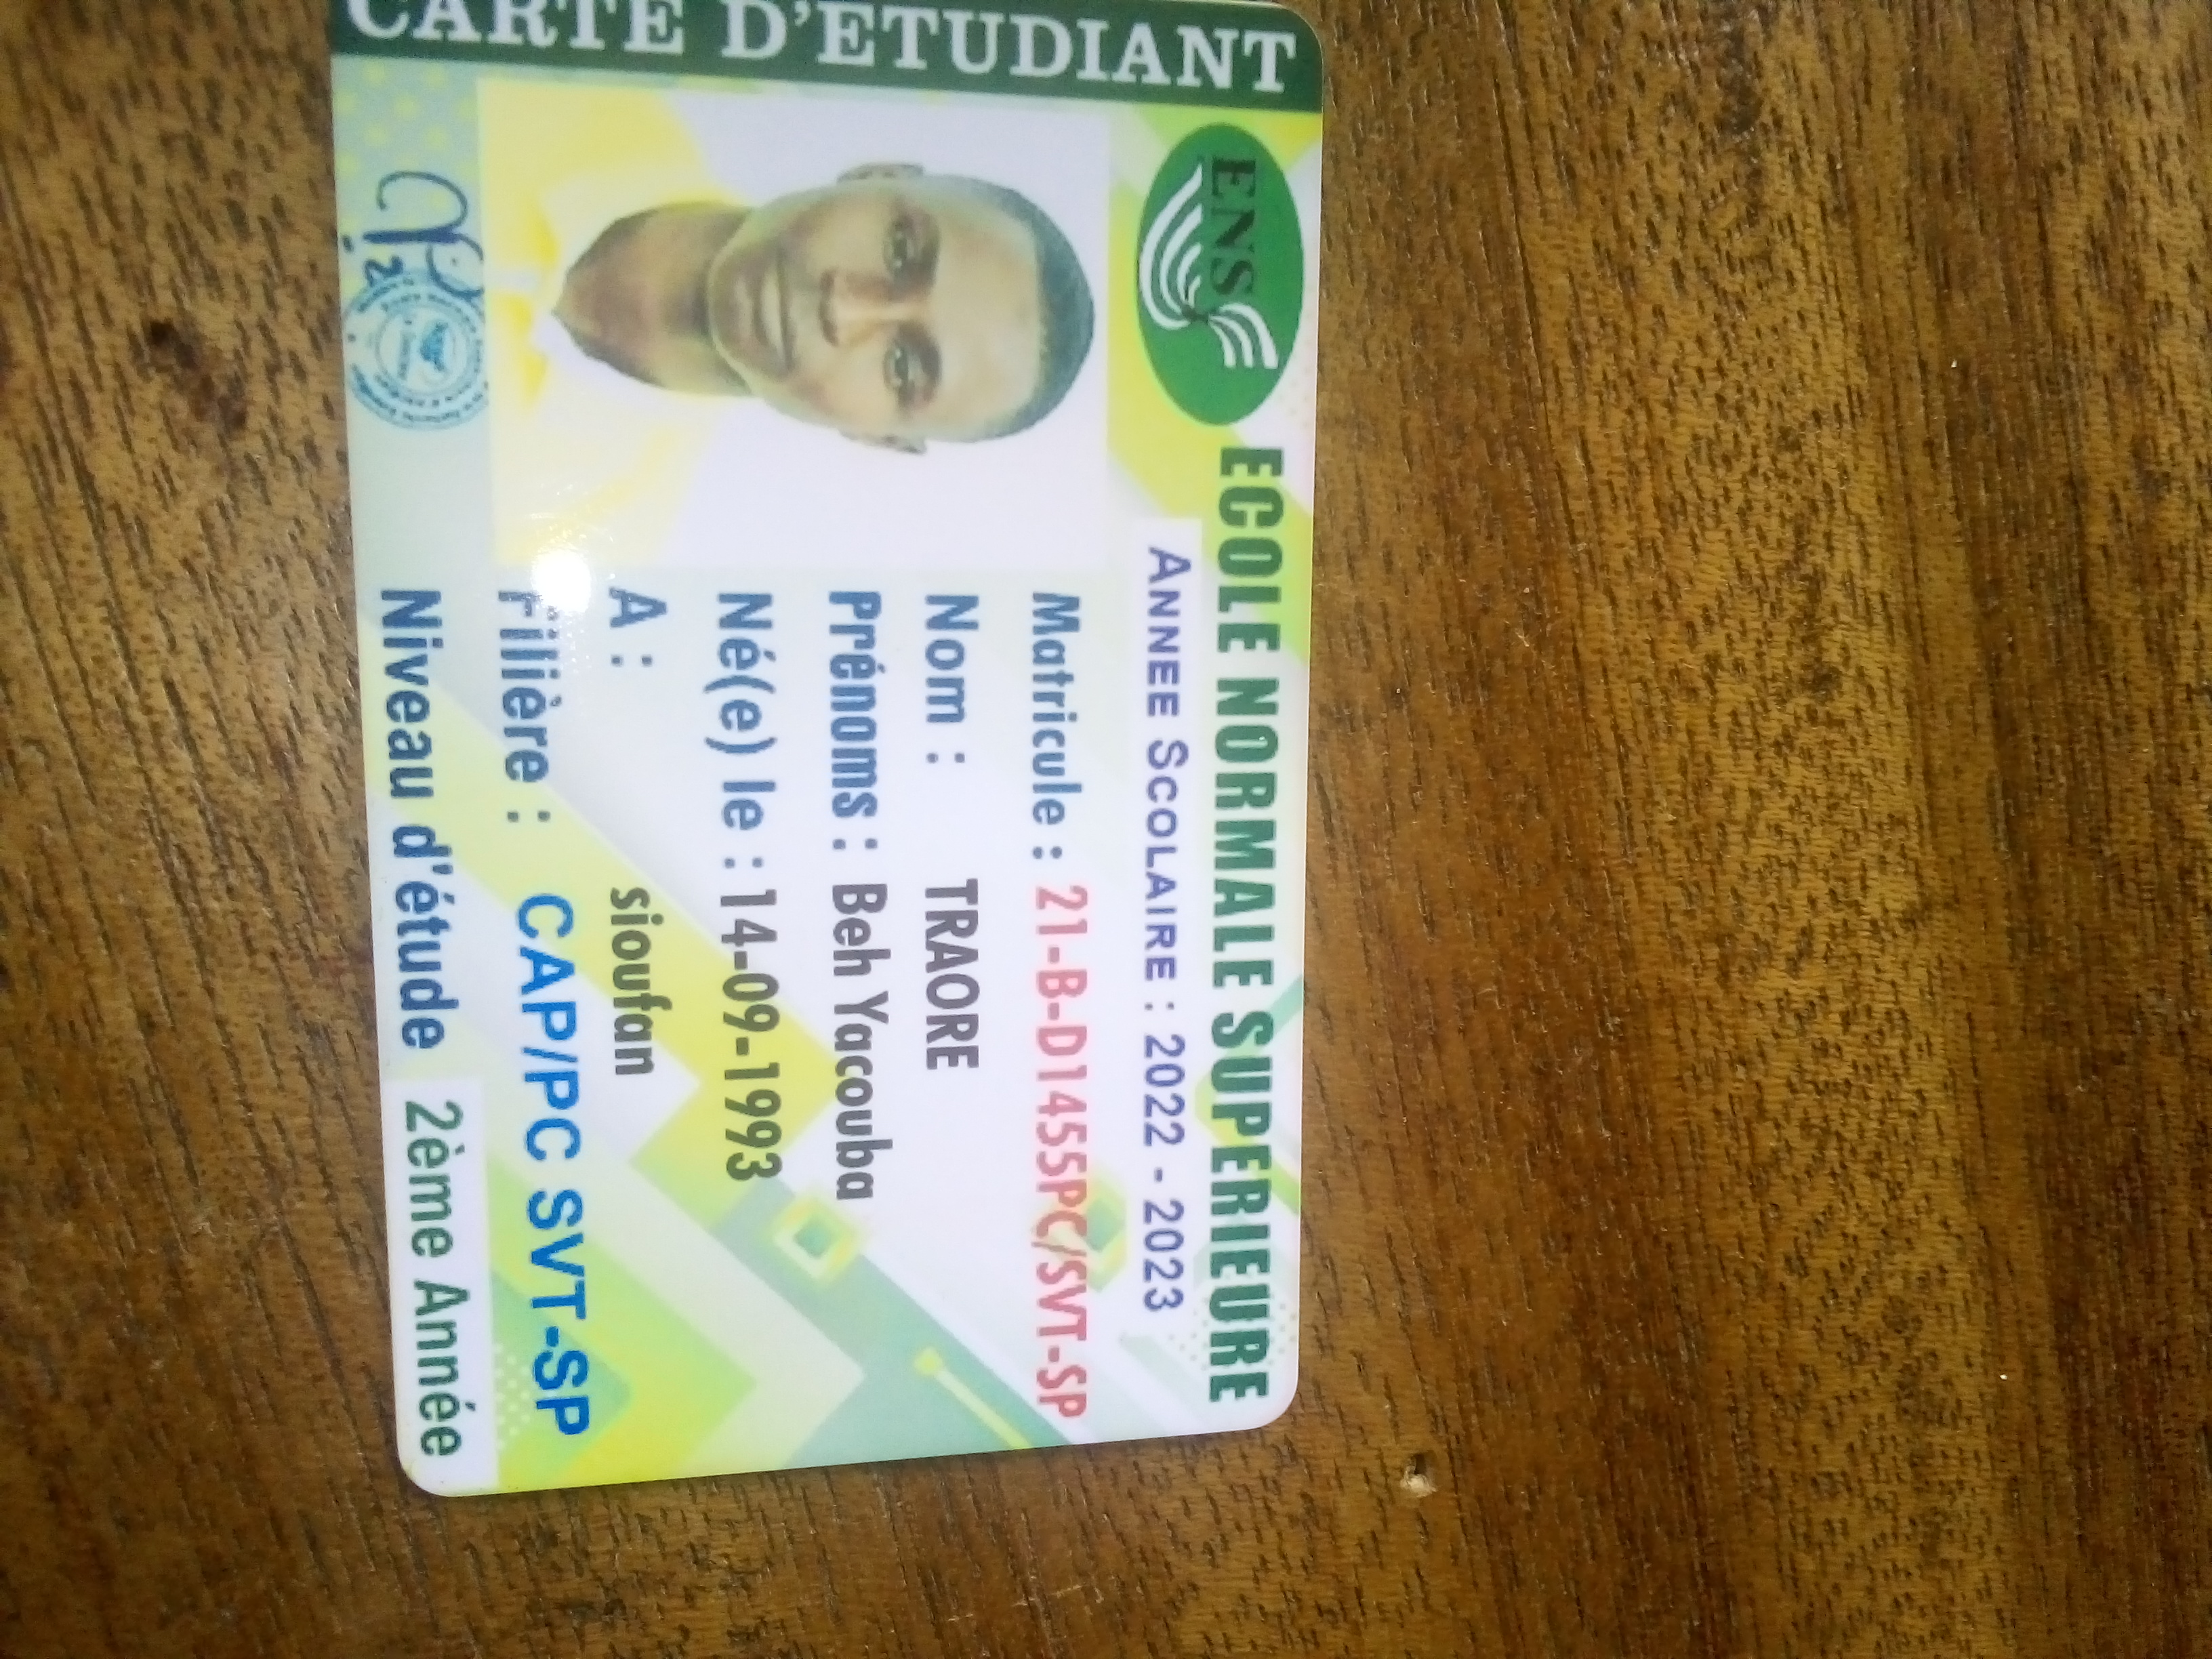 CARTE D'ETUDIANT
ENS
ECOLE NORMALE SUPERIEURE
ANNEE SCOLAIRE : 2022 - 2023
Matricule : 21-B-D1455PC/SVT-SP
Nom : TRAORE
Prénoms : Beh Yacouba
Né(e) le : 14-09-1993
A : sioufan
Filière : CAP/PC SVT-SP
Niveau d'étude 2ème Année